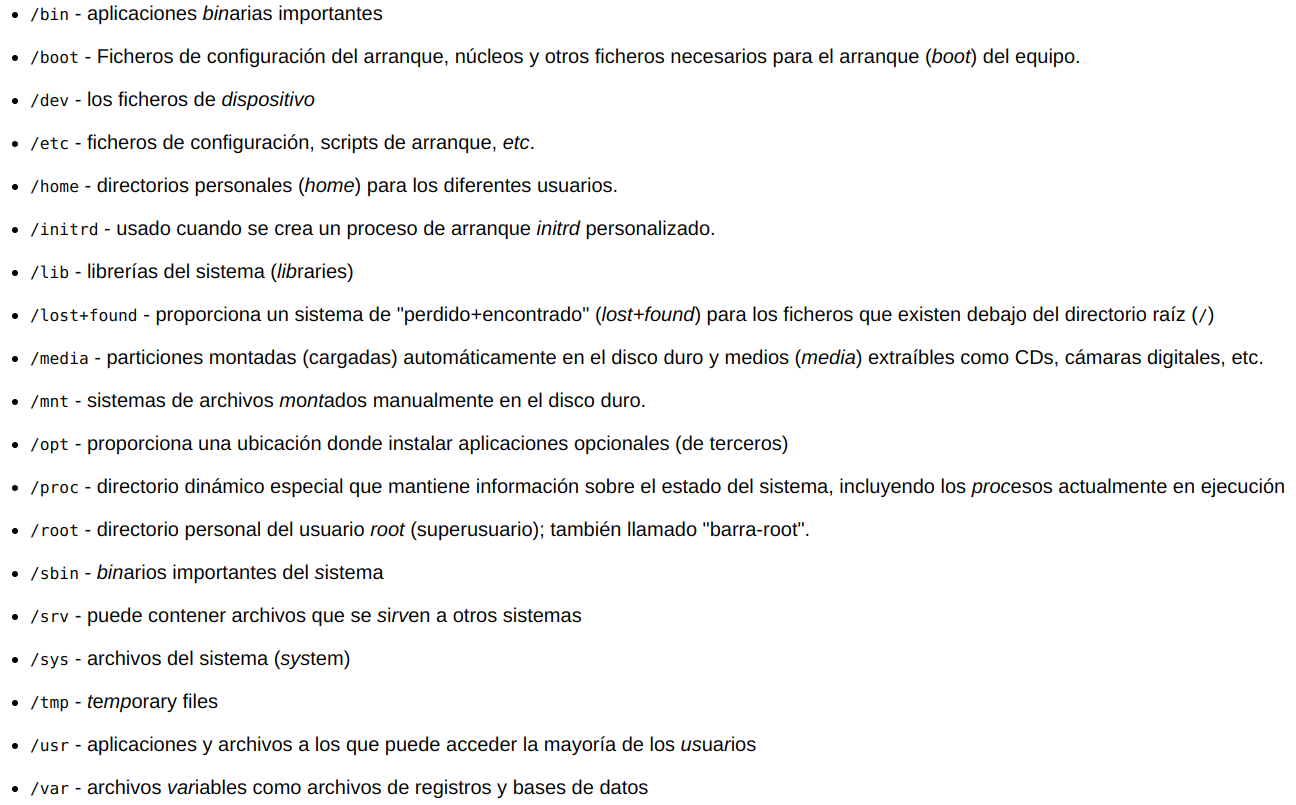 /bin - aplicaciones binarias importantes
/boot - Ficheros de configuración del arranque, núcleos y otros ficheros necesarios para el arranque (boot) del equipo.
/dev - los ficheros de dispositivo
/etc - ficheros de configuración, scripts de arranque, etc.
/home - directorios personales (home) para los diferentes usuarios.
/initrd - usado cuando se crea un proceso de arranque initrd personalizado.
/lib - librerías del sistema (libraries)
/lost+found - proporciona un sistema de "perdido+encontrado" (lost+found) para los ficheros que existen debajo del directorio raíz (/)
/media - particiones montadas (cargadas) automáticamente en el disco duro y medios (media) extraíbles como CDs, cámaras digitales, etc.
/mnt - sistemas de archivos montados manualmente en el disco duro.
/opt - proporciona una ubicación donde instalar aplicaciones opcionales (de terceros)
/proc - directorio dinámico especial que mantiene información sobre el estado del sistema, incluyendo los procesos actualmente en ejecución
/root - directorio personal del usuario root (superusuario); también llamado "barra-root".
/sbin - binarios importantes del sistema
/srv - puede contener archivos que se sirven a otros sistemas
/sys - archivos del sistema (system)
/tmp - temporary files
/usr - aplicaciones y archivos a los que puede acceder la mayoría de los usuarios
/var - archivos variables como archivos de registros y bases de datos